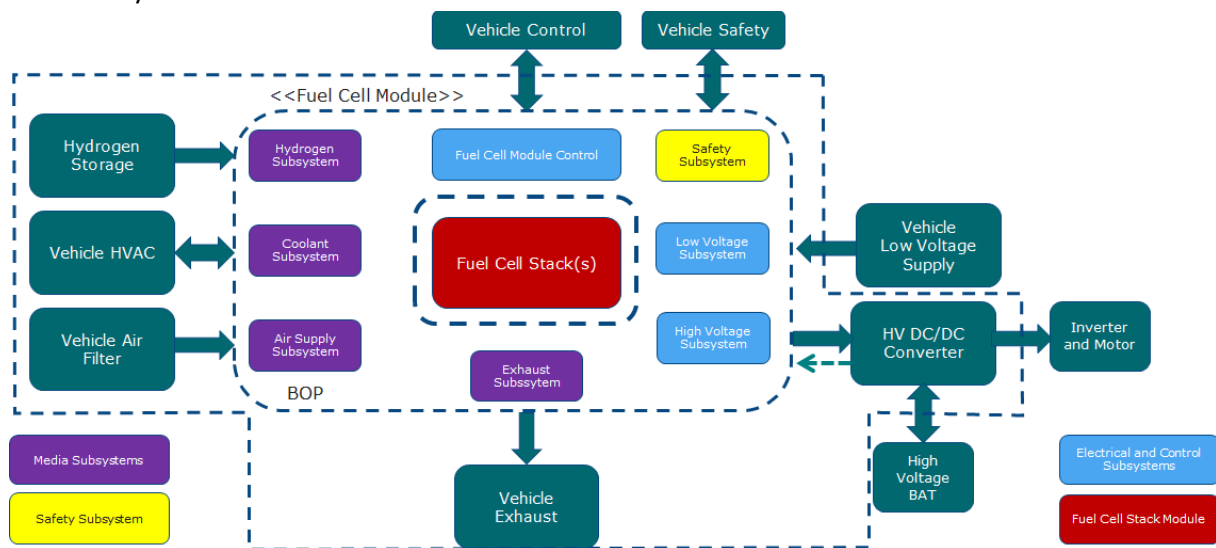 Vehicle Control
Vehicle Safety
<<Fuel Cell Module>>
Hydrogen
Storage
Hydrogen
Subsystem
Fuel Cell Module Control
Safety
Subsystem
Vehicle HVAC
Coolant
Subsystem
Fuel Cell Stack(s)
Low Voltage
Subsystem
Vehicle
Low Voltage
Supply
Vehicle Air
Filter
Air Supply
Subsystem
High Voltage
Subsystem
HV DC/DC
Converter
Inverter
and Motor
Exhaust
Subssytem
BOP
Media Subsystems
Safety Subsystem
Vehicle
Exhaust
High
Voltage
BAT
Electrical and Control
Subsystems
Fuel Cell Stack Module